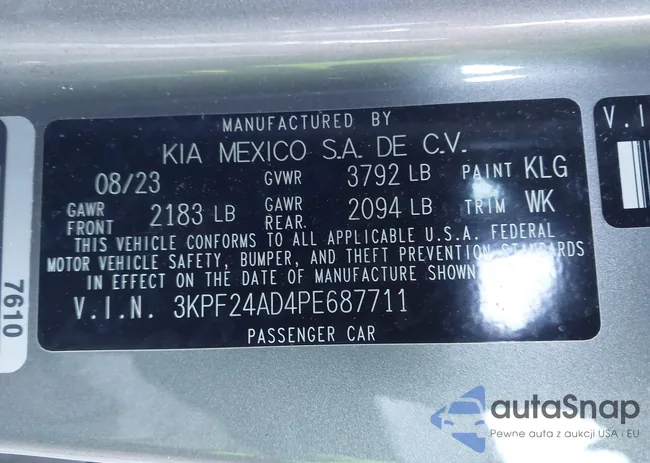 MANUFACTURED BY
KIA MEXICO S.A. DE C.V.
08/23 GVWR 3792 LB PAINT KLG
GAWR FRONT 2183 LB GAWR REAR. 2094 LB TRIM WK
THIS VEHICLE CONFORMS TO ALL APPLICABLE U.S.A. FEDERAL
MOTOR VEHICLE SAFETY, BUMPER, AND THEFT PREVENTION STANDARDS
IN EFFECT ON THE DATE OF MANUFACTURE SHOWN
V.I.N. 3KPF24AD4PE687711
PASSENGER CAR
7610
V.I
autoSnap
Pewne auta z aukcji USA i EU